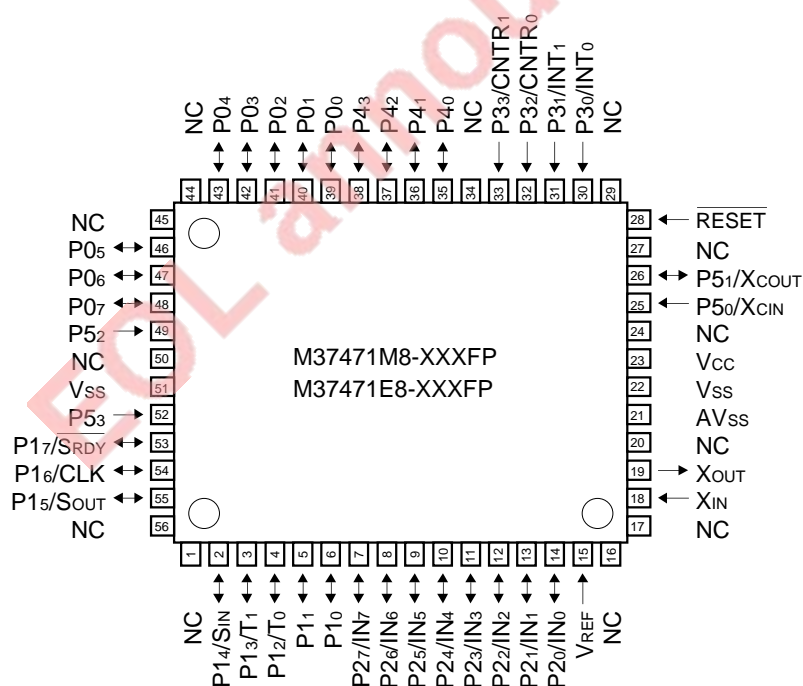 EOL announ
NC
P04
P03
P02
P01
P00
P43
P42
P41
P40
NC
P33/CNTR1
P32/CNTR0
P31/INT1
P30/INT0
NC
44
43
42
41
40
39
38
37
36
35
34
33
32
31
30
29
NC 45
P05 46
P06 47
P07 48
P52 49
NC 50
VSS 51
P53 52
P17/SRDY 53
P16/CLK 54
P15/SOUT 55
NC 56
M37471M8-XXXFP
M37471E8-XXXFP
28 RESET
27 NC
26 P51/XCOUT
25 P50/XCIN
24 NC
23 VCC
22 VSS
21 AVSS
20 NC
19 XOUT
18 XIN
17 NC
1
2
3
4
5
6
7
8
9
10
11
12
13
14
15
16
NC
P14/SIN
P13/T1
P12/T0
P11
P10
P27/IN7
P26/IN6
P25/IN5
P24/IN4
P23/IN3
P22/IN2
P21/IN1
P20/IN0
VREF
NC